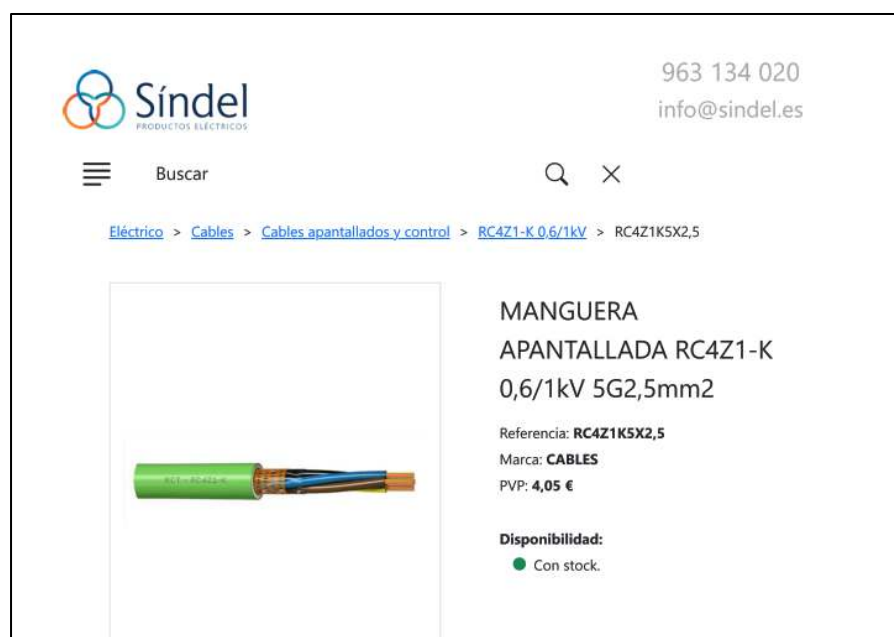 Síndel
PRODUCTOS ELÉCTRICOS
963 134 020
info@sindel.es
Buscar
Eléctrico > Cables > Cables apantallados y control > RC4Z1-K 0,6/1kV > RC4Z1K5X2,5
MANGUERA
APANTALLADA RC4Z1-K
0,6/1kV 5G2,5mm2
Referencia: RC4Z1K5X2,5
Marca: CABLES
PVP: 4,05 €
Disponibilidad:
Con stock.
RCT - RC4Z1-K